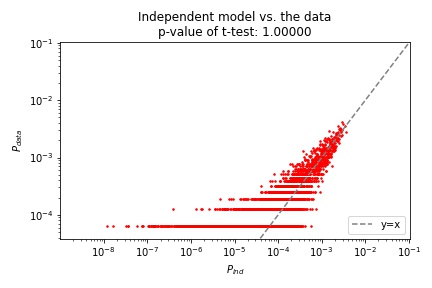 Independent model vs. the data
p-value of t-test: 1.00000
10⁻¹
10⁻²
10⁻³
10⁻⁴
P_data
y=x
10⁻⁸ 10⁻⁷ 10⁻⁶ 10⁻⁵ 10⁻⁴ 10⁻³ 10⁻² 10⁻¹
P_ind